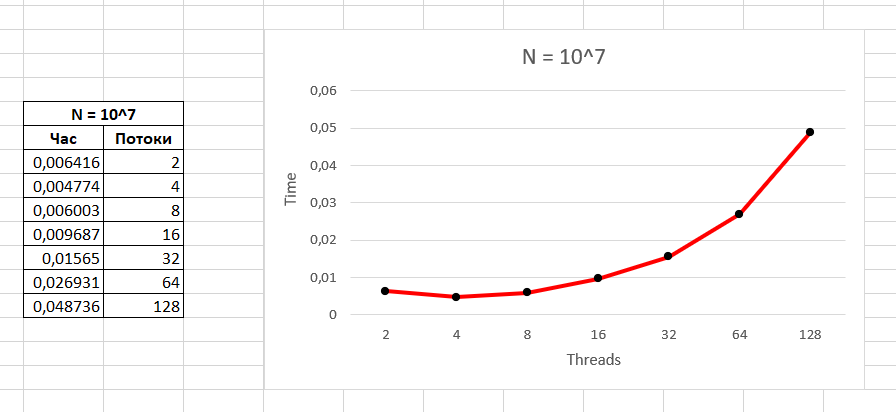 N = 10^7
Час Потоки
0,006416 2
0,004774 4
0,006003 8
0,009687 16
0,01565 32
0,026931 64
0,048736 128
N = 10^7
0,06
0,05
0,04
0,03
0,02
0,01
0
Time
2 4 8 16 32 64 128
Threads